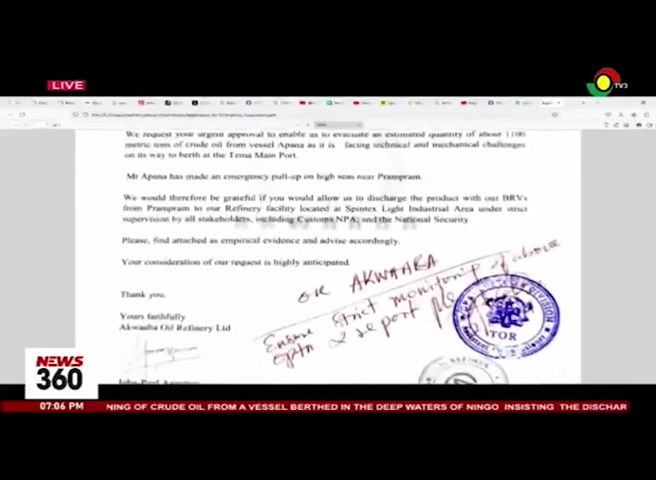 LIVE
TV3
We request your urgent approval to enable us to evacuate an estimated quantity of about 1100
metric tons of crude oil from vessel Apana as it is facing technical and mechanical challenges
on its way to berth at the Tema Main Port.
Mt Apana has made an emergency pull-up on high seas near Prampram.
We would therefore be grateful if you would allow us to discharge the product with our BRVs
from Prampram to our Refinery facility located at Spintex Light Industrial Area under strict
supervision by all stakeholders, including Customs NPA, and the National Security.
Please, find attached as empirical evidence and advise accordingly.
Your consideration of our request is highly anticipated.
Thank you.
Yours faithfully
Akwaaba Oil Refinery Ltd
AKWAABA
Ensure strict monitoring of above
& report
DIVISION
NEWS
360
07:06 PM
NING OF CRUDE OIL FROM A VESSEL BERTHED IN THE DEEP WATERS OF NINGO INSISTING THE DISCHAR